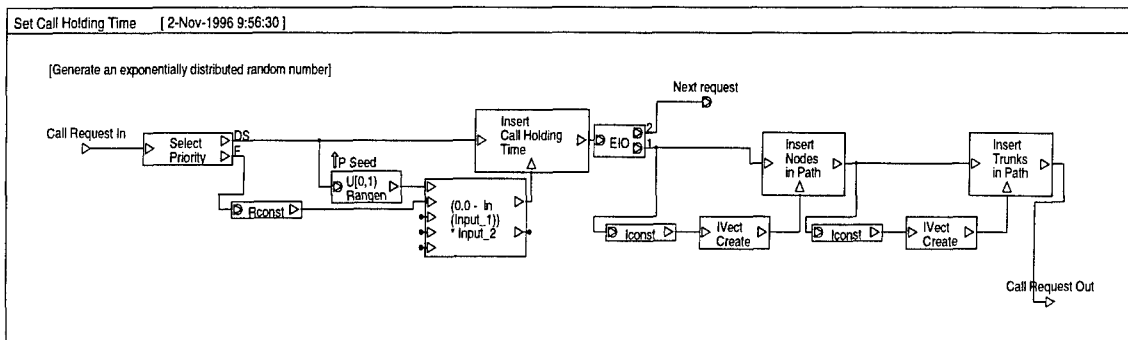 Set Call Holding Time [ 2-Nov-1996 9:56:30 ]
[Generate an exponentially distributed random number]
Next request
Call Request In
Select
Priority
DS
F
Insert
Call Holding
Time
EIO
2
1
Insert
Nodes
in Path
Insert
Trunks
in Path
⇑P Seed
U[0,1)
Rangen
Rconst
(0.0 - ln
(Input_1))
* Input_2
Iconst
IVect
Create
Iconst
IVect
Create
Call Request Out